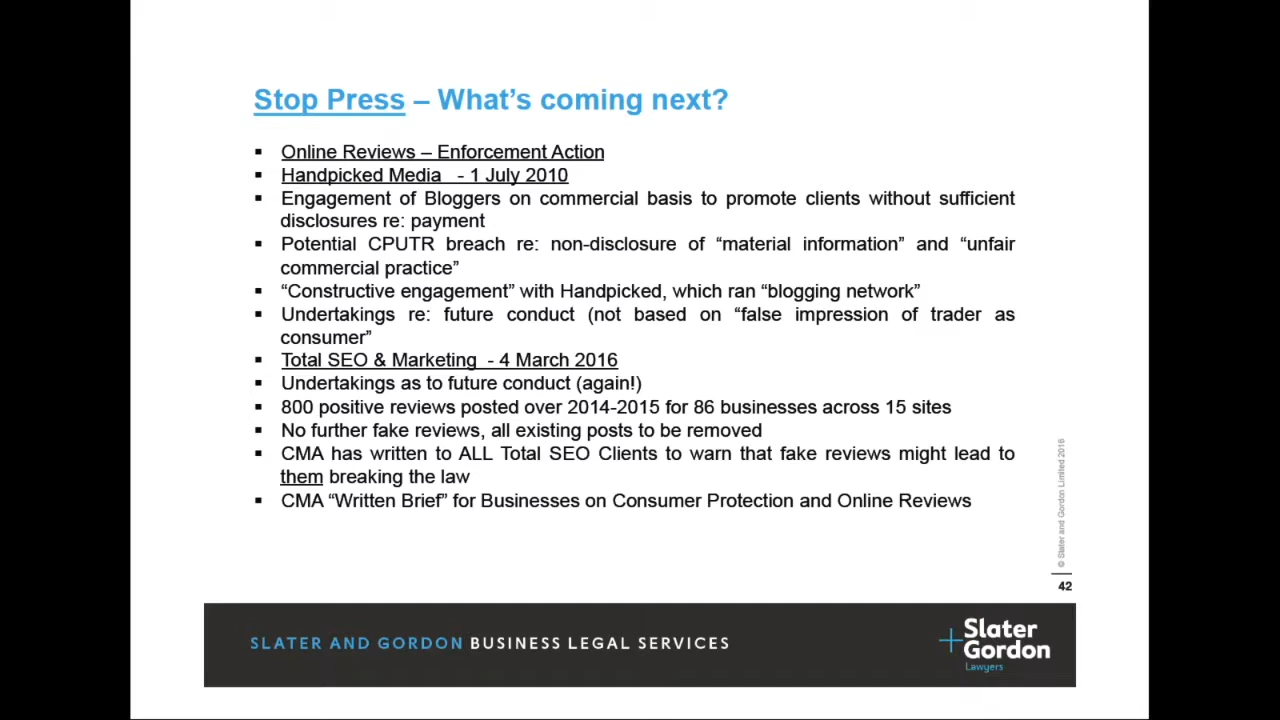 Stop Press – What’s coming next?
▪ Online Reviews – Enforcement Action
▪ Handpicked Media - 1 July 2010
▪ Engagement of Bloggers on commercial basis to promote clients without sufficient
disclosures re: payment
▪ Potential CPUTR breach re: non-disclosure of “material information” and “unfair
commercial practice”
▪ “Constructive engagement” with Handpicked, which ran “blogging network”
▪ Undertakings re: future conduct (not based on “false impression of trader as
consumer”
▪ Total SEO & Marketing - 4 March 2016
▪ Undertakings as to future conduct (again!)
▪ 800 positive reviews posted over 2014-2015 for 86 businesses across 15 sites
▪ No further fake reviews, all existing posts to be removed
▪ CMA has written to ALL Total SEO Clients to warn that fake reviews might lead to
them breaking the law
▪ CMA “Written Brief” for Businesses on Consumer Protection and Online Reviews
© Slater and Gordon Limited 2016
42
SLATER AND GORDON BUSINESS LEGAL SERVICES
Slater
Gordon
Lawyers